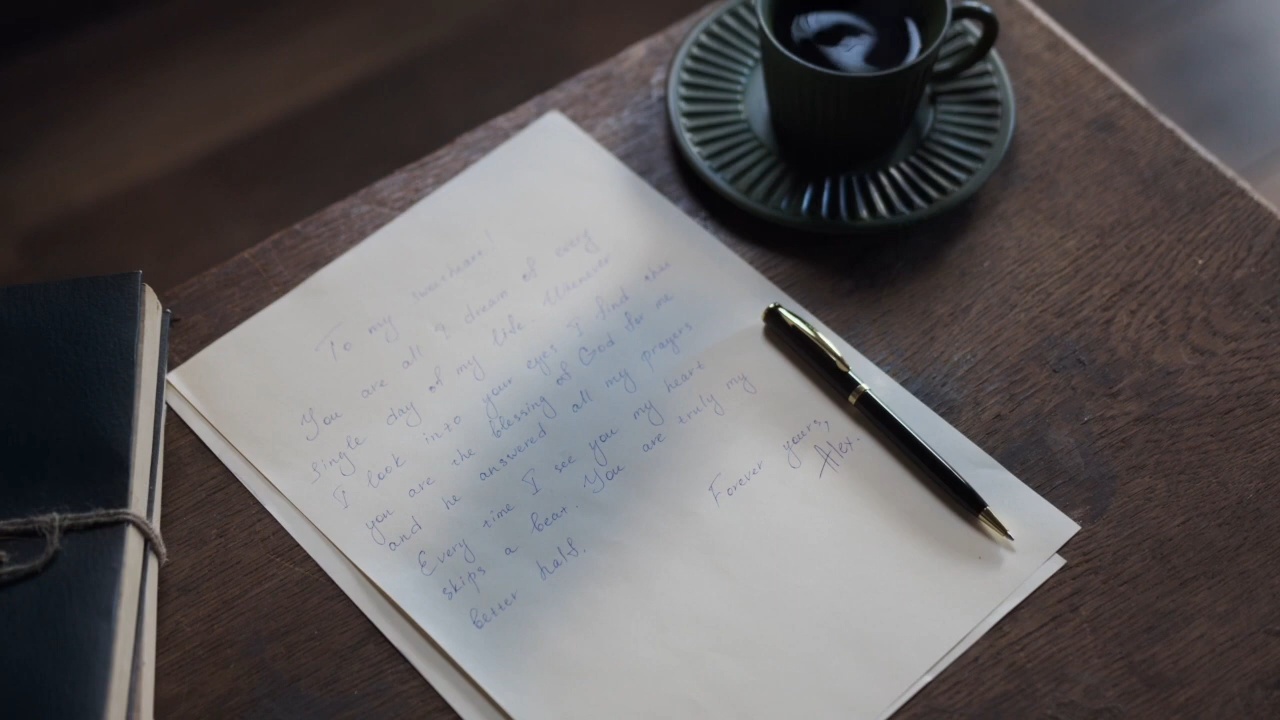 To my sweetheart!
You are all I dream of every
single day of my life. Whenever
I look into your eyes I find that
you are the blessing of God for me
and he answered all my prayers
Every time I see you my heart
skips a beat. You are truly my
better half.
Forever yours,
Alex.